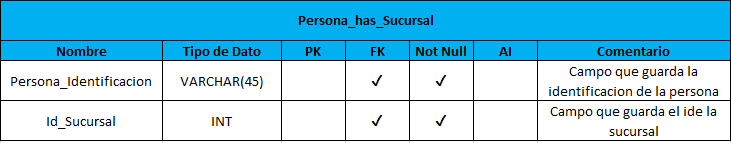 Persona_has_Sucursal
Nombre Tipo de Dato PK FK Not Null AI Comentario
Persona_Identificacion VARCHAR(45) ✓ ✓ Campo que guarda la
identificacion de la persona
Id_Sucursal INT ✓ ✓ Campo que guarda el ide la
sucursal